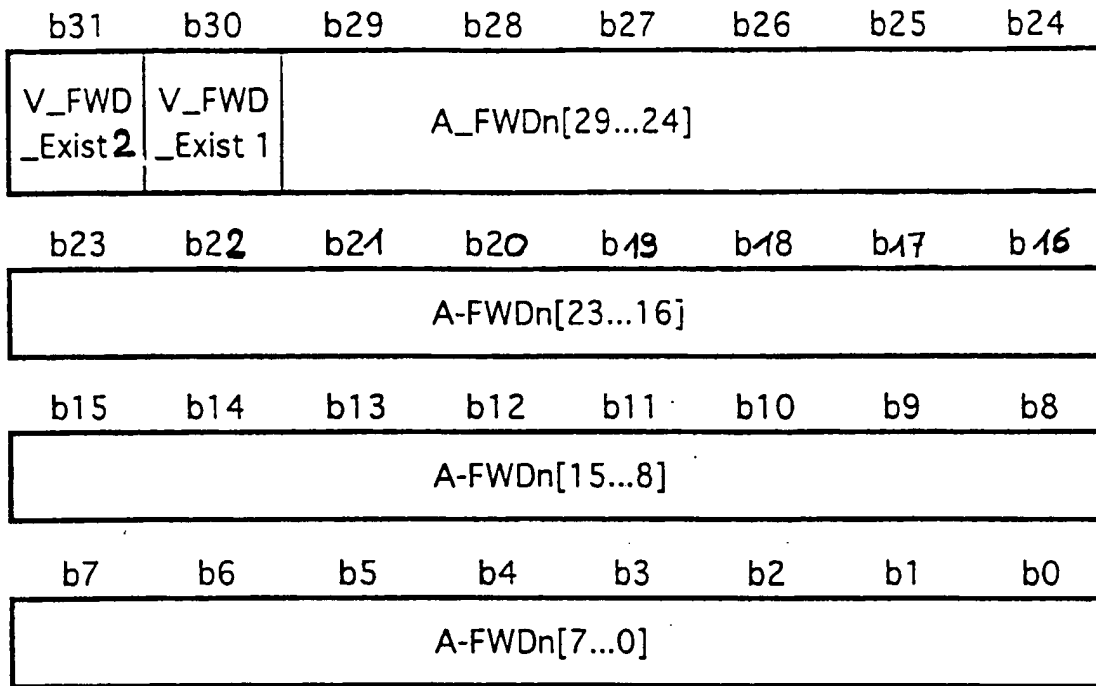 b31 b30 b29 b28 b27 b26 b25 b24
V_FWD V_FWD
_Exist 2 _Exist 1
A_FWDn[29...24]
b23 b22 b21 b20 b19 b18 b17 b16
A-FWDn[23...16]
b15 b14 b13 b12 b11 b10 b9 b8
A-FWDn[15...8]
b7 b6 b5 b4 b3 b2 b1 b0
A-FWDn[7...0]